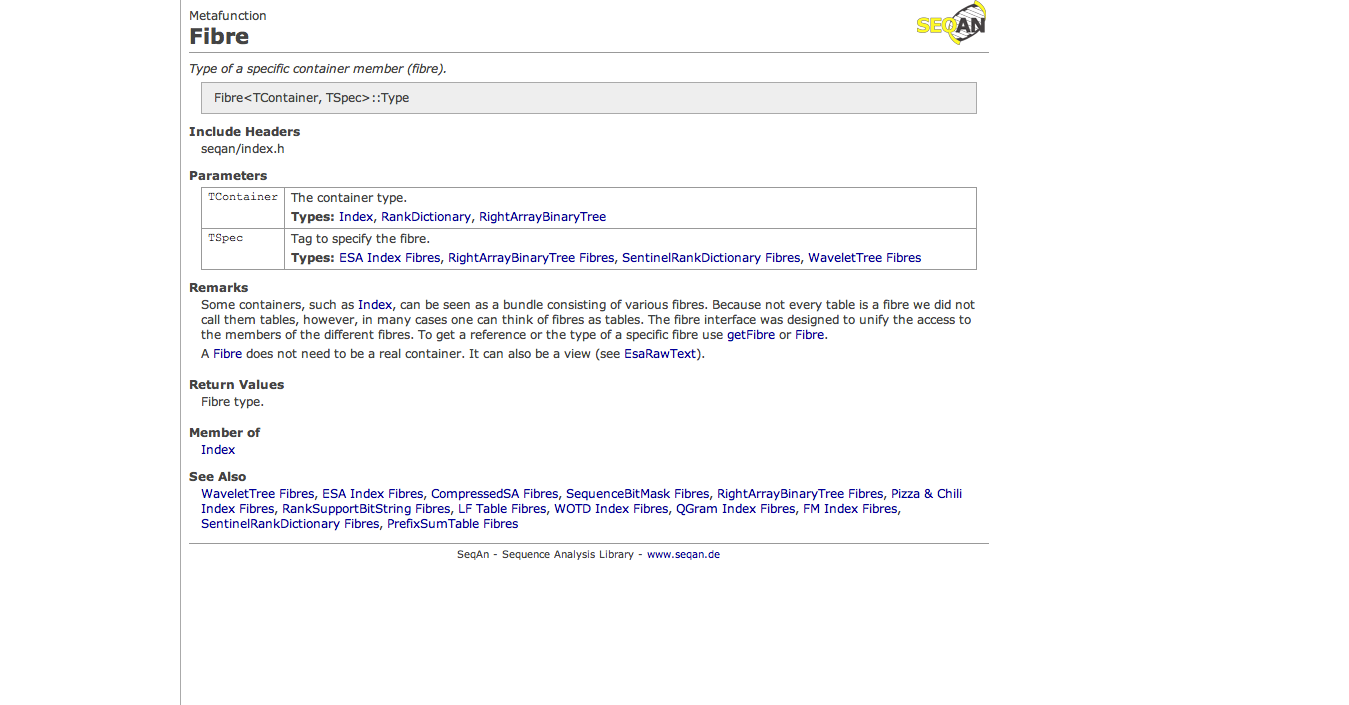 Metafunction
SEQAN
Fibre
Type of a specific container member (fibre).
Fibre<TContainer, TSpec>::Type
Include Headers
seqan/index.h
Parameters
TContainer The container type.
Types: Index, RankDictionary, RightArrayBinaryTree
TSpec Tag to specify the fibre.
Types: ESA Index Fibres, RightArrayBinaryTree Fibres, SentinelRankDictionary Fibres, WaveletTree Fibres
Remarks
Some containers, such as Index, can be seen as a bundle consisting of various fibres. Because not every table is a fibre we did not
call them tables, however, in many cases one can think of fibres as tables. The fibre interface was designed to unify the access to
the members of the different fibres. To get a reference or the type of a specific fibre use getFibre or Fibre.
A Fibre does not need to be a real container. It can also be a view (see EsaRawText).
Return Values
Fibre type.
Member of
Index
See Also
WaveletTree Fibres, ESA Index Fibres, CompressedSA Fibres, SequenceBitMask Fibres, RightArrayBinaryTree Fibres, Pizza & Chili
Index Fibres, RankSupportBitString Fibres, LF Table Fibres, WOTD Index Fibres, QGram Index Fibres, FM Index Fibres,
SentinelRankDictionary Fibres, PrefixSumTable Fibres
SeqAn - Sequence Analysis Library - www.seqan.de